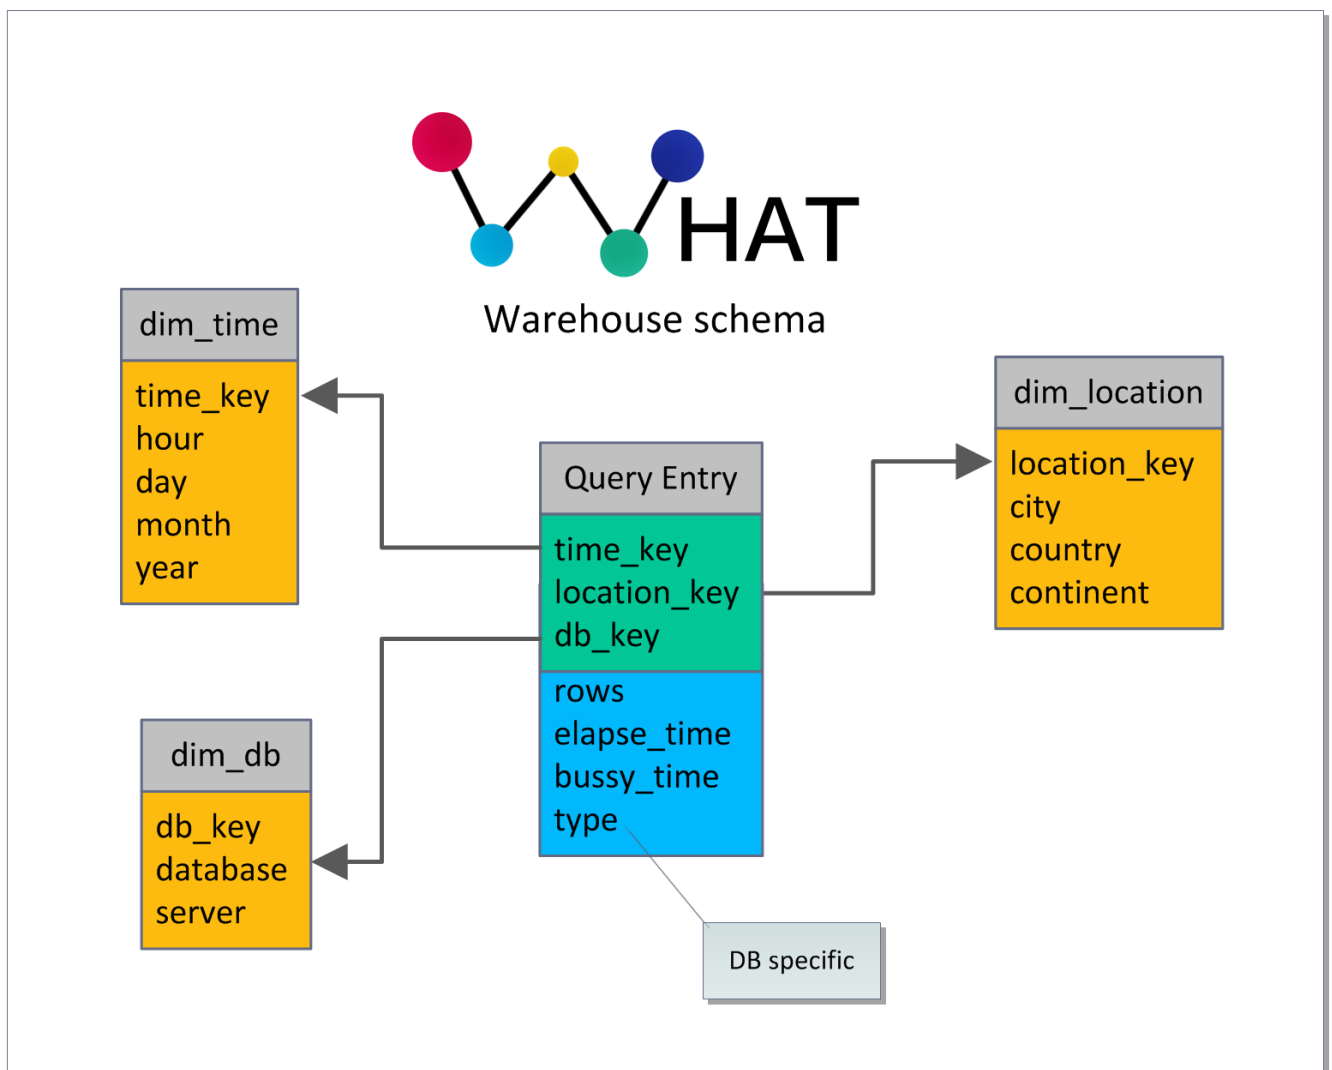 WHAT
Warehouse schema
dim_time
time_key
hour
day
month
year
dim_location
location_key
city
country
continent
Query Entry
time_key
location_key
db_key
rows
elapse_time
bussy_time
type
dim_db
db_key
database
server
DB specific